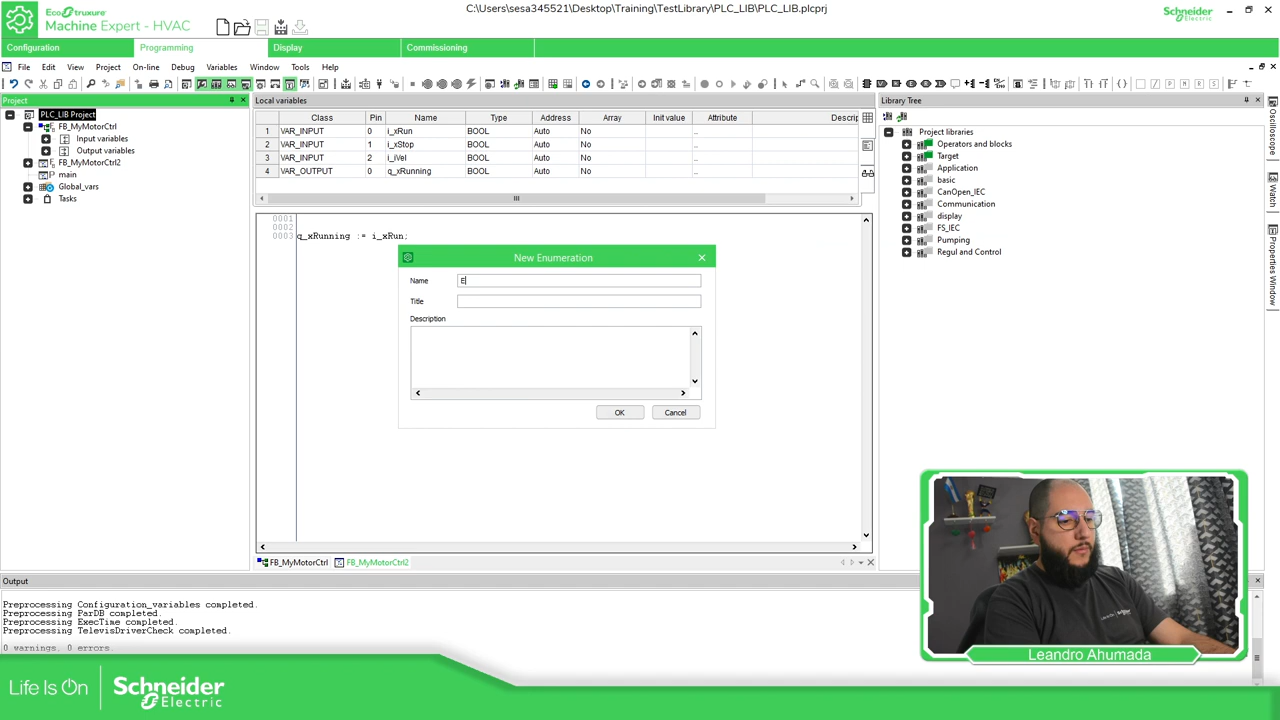 EcoStruxure
Machine Expert - HVAC
C:\Users\esa345521\Desktop\Training\TestLibrary\PLC_LIB\PLC_LIB.plcprj
Schneider
Electric
Configuration
Programming
Display
Commissioning
File Edit View Project On-line Debug Variables Window Tools Help
Project
PLC_LIB Project
FB_MyMotorCtrl
Input variables
Output variables
FB_MyMotorCtrl2
main
Global_vars
Tasks
Local variables
Class Pin Name Type Address Array Init value Attribute Descrip
1 VAR_INPUT 0 i_xRun BOOL Auto No ..
2 VAR_INPUT 1 i_xStop BOOL Auto No ..
3 VAR_INPUT 2 i_iVel BOOL Auto No ..
4 VAR_OUTPUT 0 q_xRunning BOOL Auto No ..
0001
0002
0003 q_xRunning := i_xRun;
New Enumeration
Name E
Title
Description
OK Cancel
FB_MyMotorCtrl FB_MyMotorCtrl2
Library Tree
Project libraries
Operators and blocks
Target
Application
basic
CanOpen_IEC
Communication
display
FS_IEC
Pumping
Regul and Control
Oscilloscope
Watch
Properties Window
Output
Preprocessing Configuration_variables completed.
Preprocessing ParDB completed.
Preprocessing ExecTime completed.
Preprocessing TelevisDriverCheck completed.
0 warnings, 0 errors.
Leandro Ahumada
Life Is On
Schneider
Electric